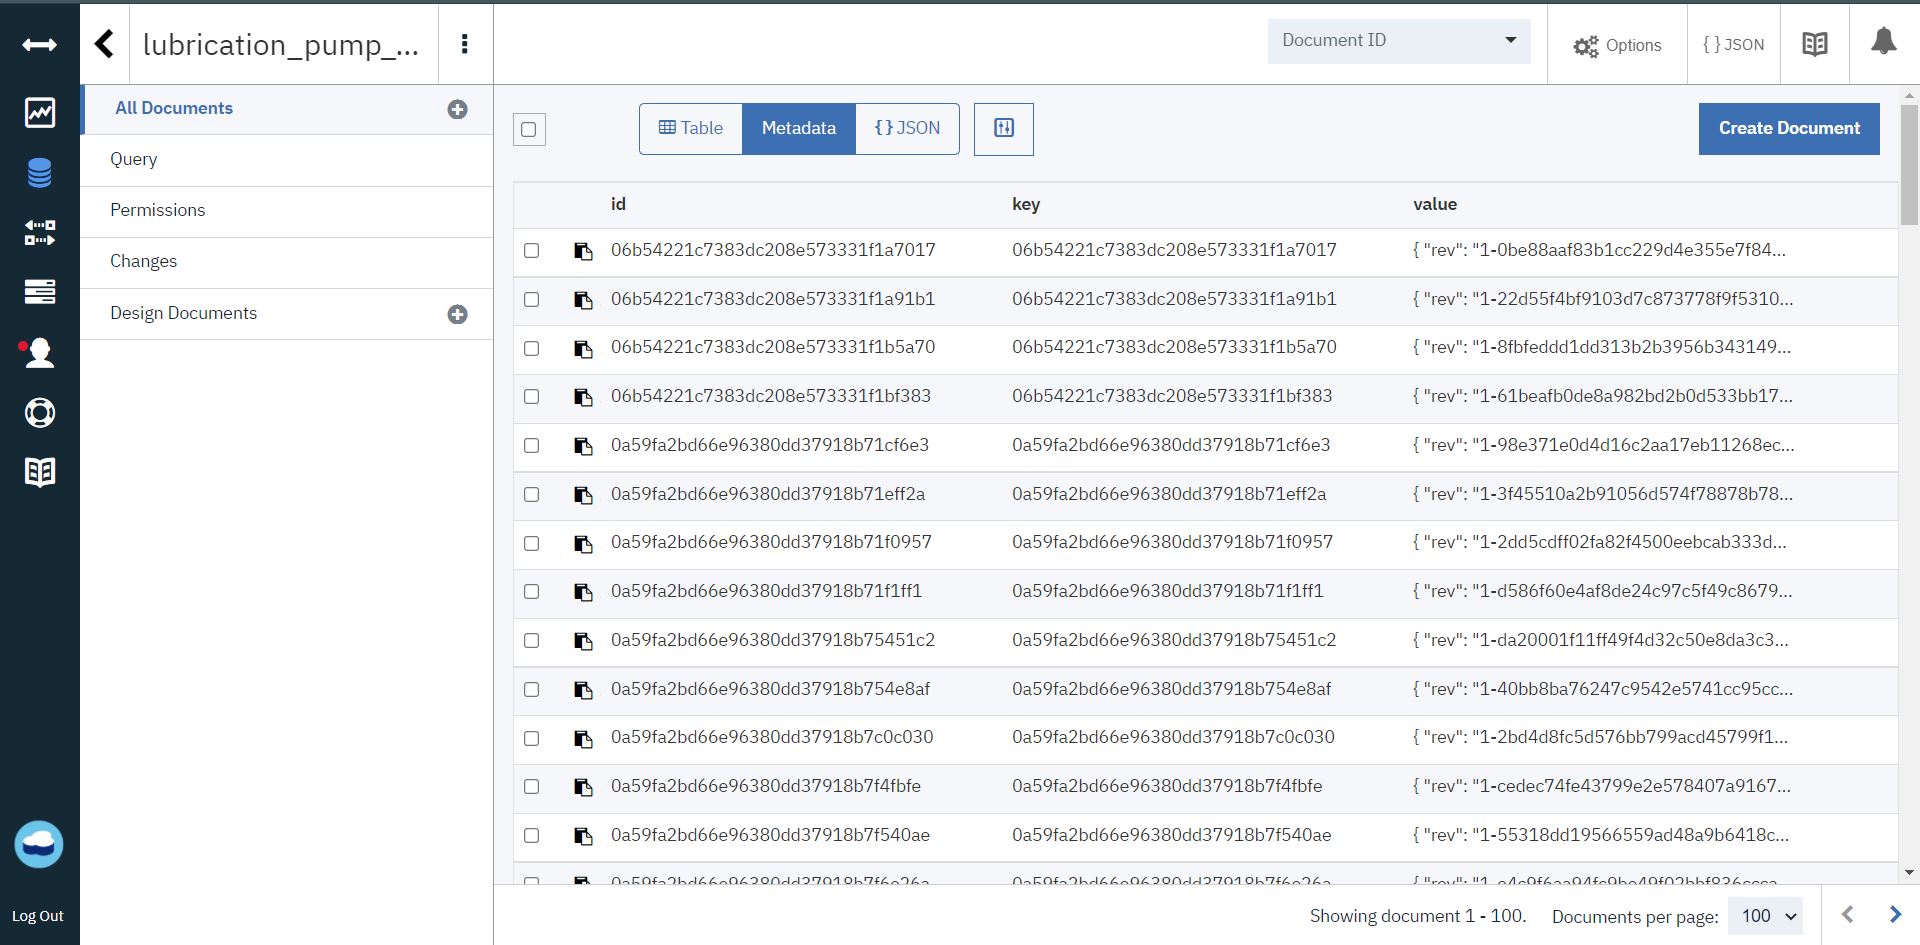 lubrication_pump_...
Document ID
Options
{ } JSON
All Documents
Query
Permissions
Changes
Design Documents
Log Out
Table
Metadata
{ } JSON
Create Document
id key value
06b54221c7383dc208e573331f1a7017 06b54221c7383dc208e573331f1a7017 { "rev": "1-0be88aaf83b1cc229d4e355e7f84...
06b54221c7383dc208e573331f1a91b1 06b54221c7383dc208e573331f1a91b1 { "rev": "1-22d55f4bf9103d7c873778f9f5310...
06b54221c7383dc208e573331f1b5a70 06b54221c7383dc208e573331f1b5a70 { "rev": "1-8fbfeddd1dd313b2b3956b343149...
06b54221c7383dc208e573331f1bf383 06b54221c7383dc208e573331f1bf383 { "rev": "1-61beafb0de8a982bd2b0d533bb17...
0a59fa2bd66e96380dd37918b71cf6e3 0a59fa2bd66e96380dd37918b71cf6e3 { "rev": "1-98e371e0d4d16c2aa17eb11268ec...
0a59fa2bd66e96380dd37918b71eff2a 0a59fa2bd66e96380dd37918b71eff2a { "rev": "1-3f45510a2b91056d574f78878b78...
0a59fa2bd66e96380dd37918b71f0957 0a59fa2bd66e96380dd37918b71f0957 { "rev": "1-2dd5cdff02fa82f4500eebcab333d...
0a59fa2bd66e96380dd37918b71f1ff1 0a59fa2bd66e96380dd37918b71f1ff1 { "rev": "1-d586f60e4af8de24c97c5f49c8679...
0a59fa2bd66e96380dd37918b75451c2 0a59fa2bd66e96380dd37918b75451c2 { "rev": "1-da20001f11ff49f4d32c50e8da3c3...
0a59fa2bd66e96380dd37918b754e8af 0a59fa2bd66e96380dd37918b754e8af { "rev": "1-40bb8ba76247c9542e5741cc95cc...
0a59fa2bd66e96380dd37918b7c0c030 0a59fa2bd66e96380dd37918b7c0c030 { "rev": "1-2bd4d8fc5d576bb799acd45799f1...
0a59fa2bd66e96380dd37918b7f4fbfe 0a59fa2bd66e96380dd37918b7f4fbfe { "rev": "1-cedec74fe43799e2e578407a9167...
0a59fa2bd66e96380dd37918b7f540ae 0a59fa2bd66e96380dd37918b7f540ae { "rev": "1-55318dd19566559ad48a9b6418c...
Showing document 1 - 100. Documents per page: 100